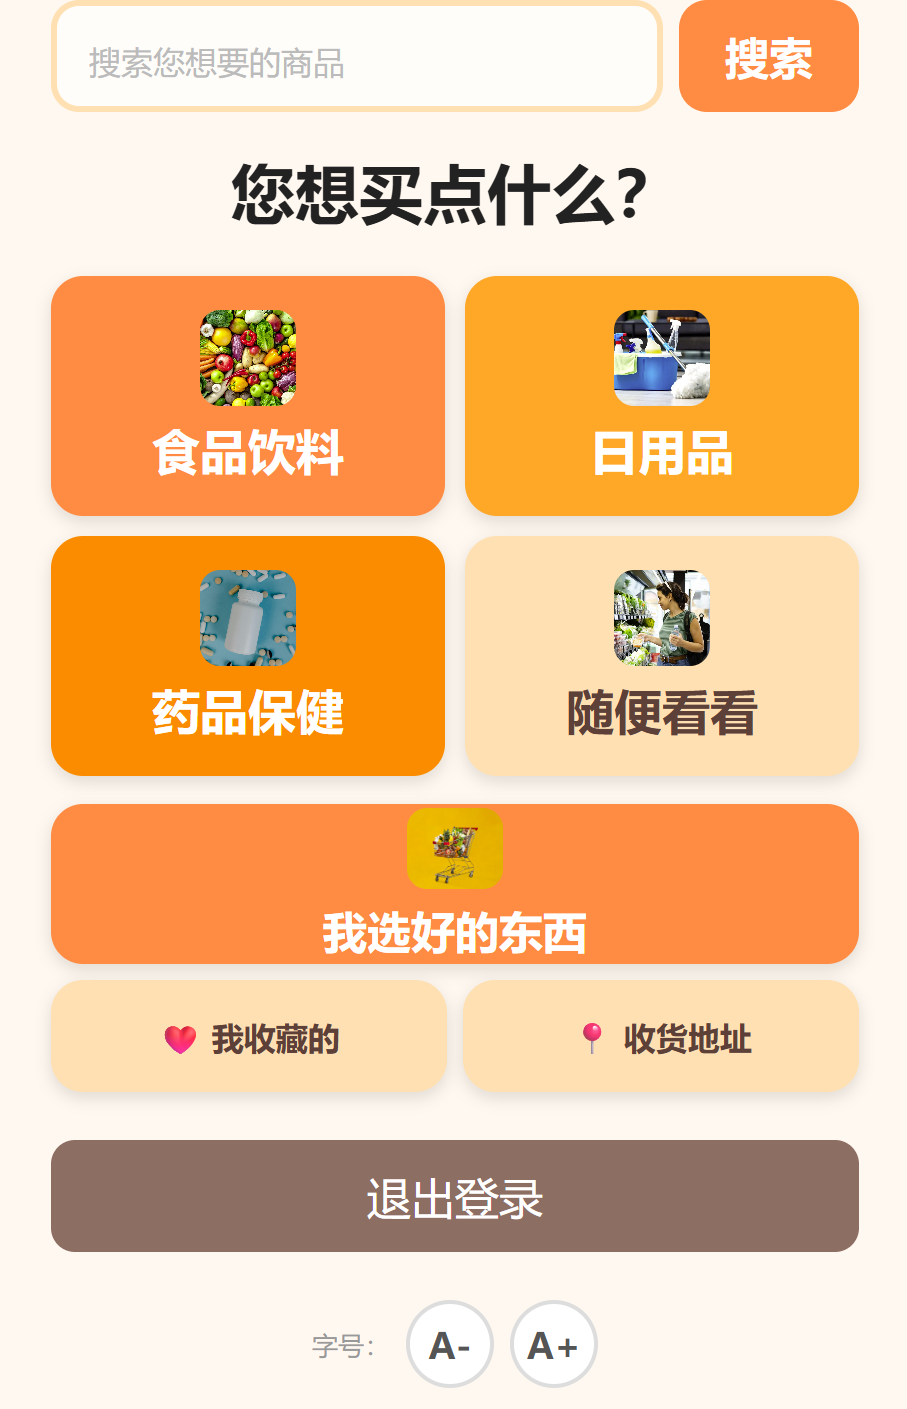 搜索您想要的商品
搜索
您想买点什么？
食品饮料
日用品
药品保健
随便看看
我选好的东西
我收藏的
收货地址
退出登录
字号：
A-
A+